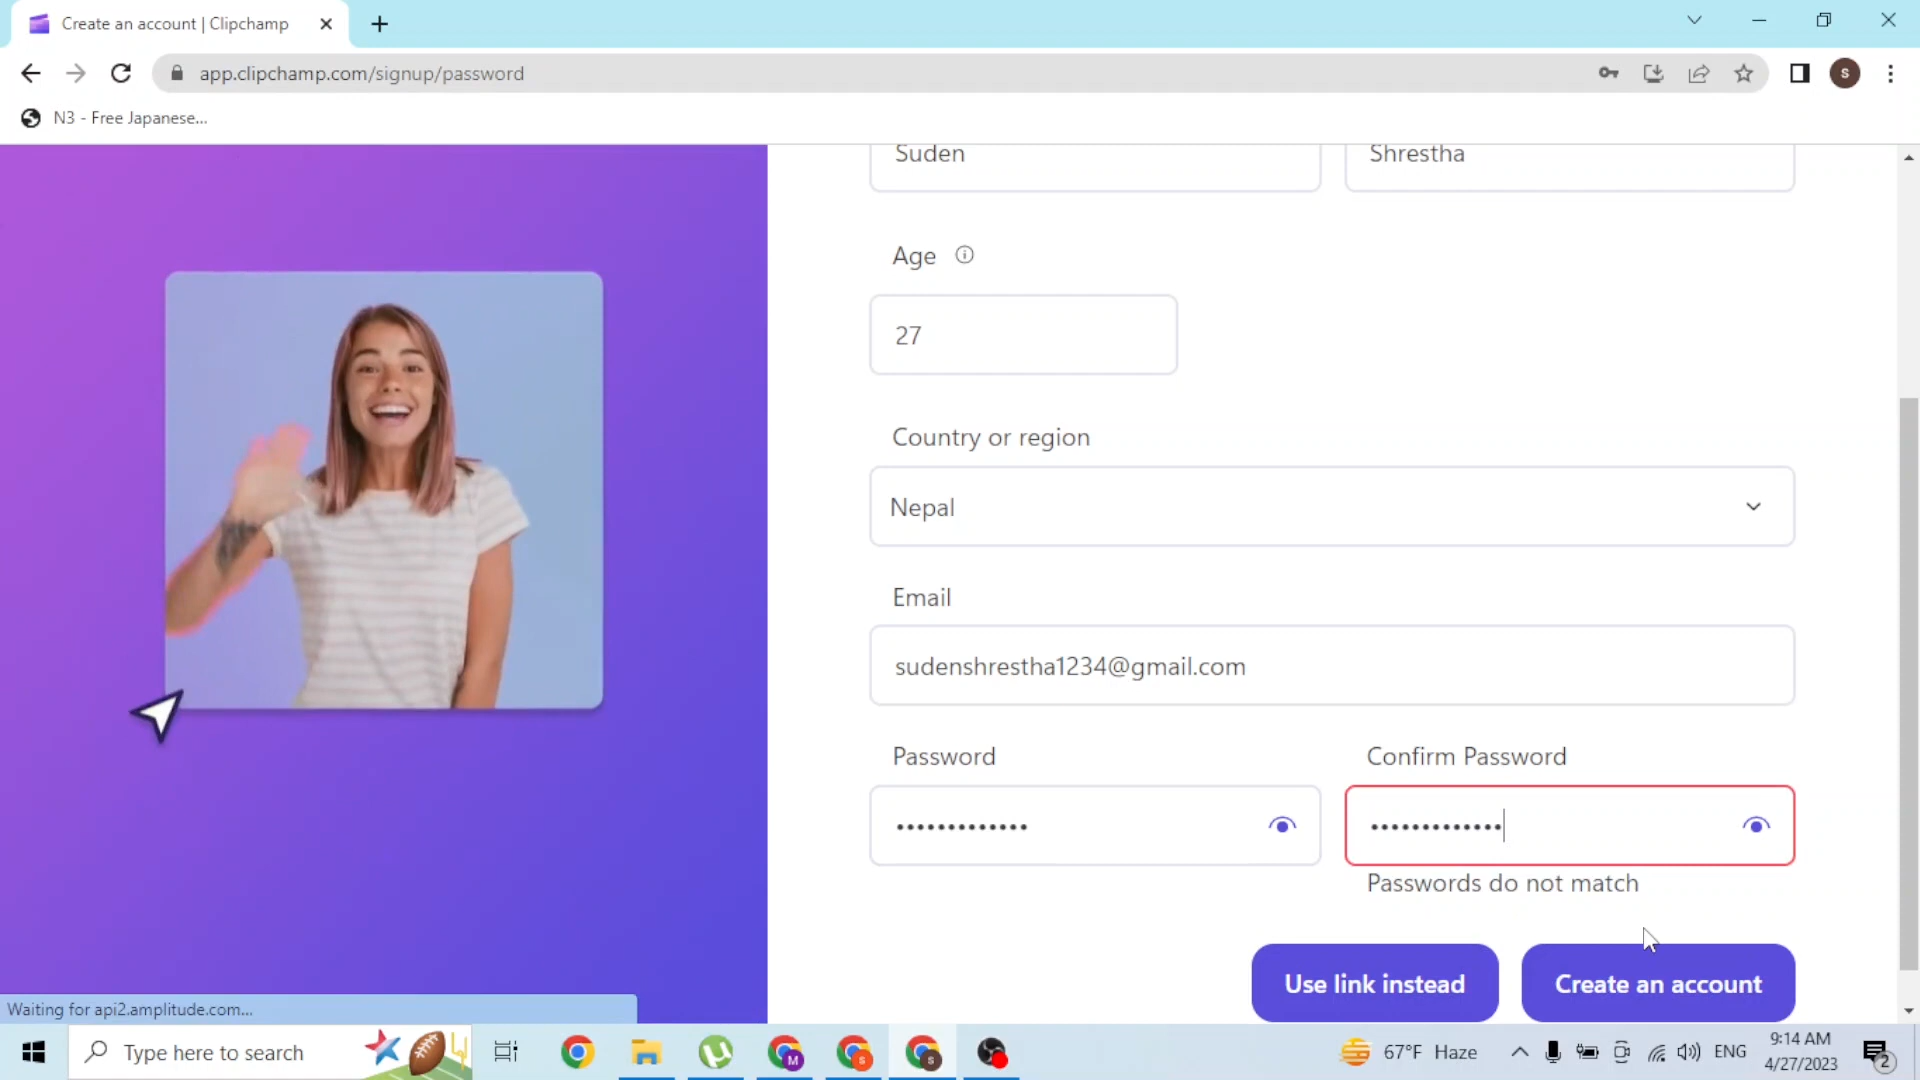 Create an account | Clipchamp
app.clipchamp.com/signup/password
S
N3 - Free Japanese...
Suden
Shrestha
Age
27
Country or region
Nepal
Email
sudenshrestha1234@gmail.com
Password
Confirm Password
Passwords do not match
Use link instead
Create an account
Waiting for api2.amplitude.com...
Type here to search
M
S
S
67°F Haze
ENG
9:14 AM
4/27/2023
2